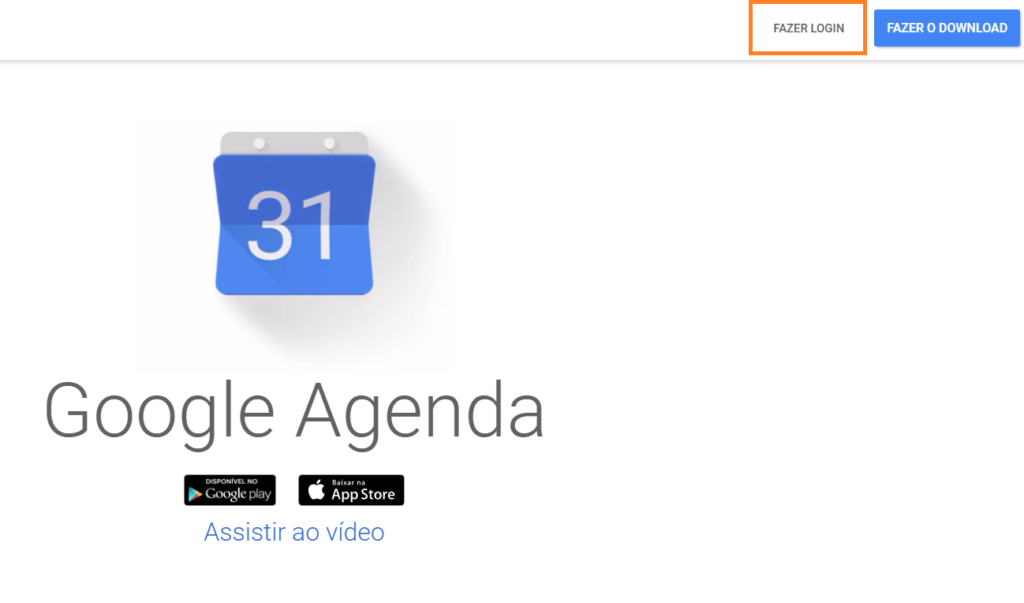 FAZER LOGIN
FAZER O DOWNLOAD
31
Google Agenda
DISPONÍVEL NO
Google play
Baixar na
App Store
Assistir ao vídeo